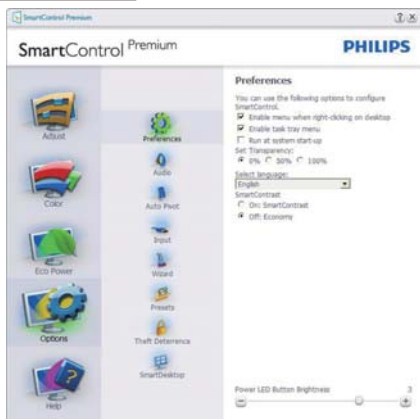 SmartControl Premium
SmartControl Premium
PHILIPS
Adjust
Color
Eco Power
Options
Help
Preferences
Audio
Auto Pivot
Input
Wizard
Presets
Theft Deterrence
SmartDesktop
Preferences
You can use the following options to configure
SmartControl.
Enable menu when right-clicking on desktop
Enable task tray menu
Run at system start-up
Set Transparency:
0% 50% 100%
Select language:
English
SmartContrast
On: SmartContrast
Off: Economy
Power LED Button Brightness 3